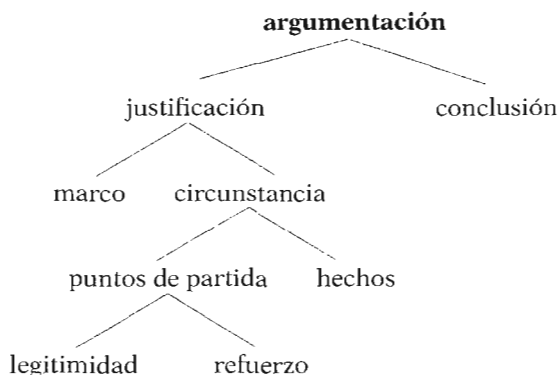 argumentación
justificación conclusión
marco circunstancia
puntos de partida hechos
legitimidad refuerzo